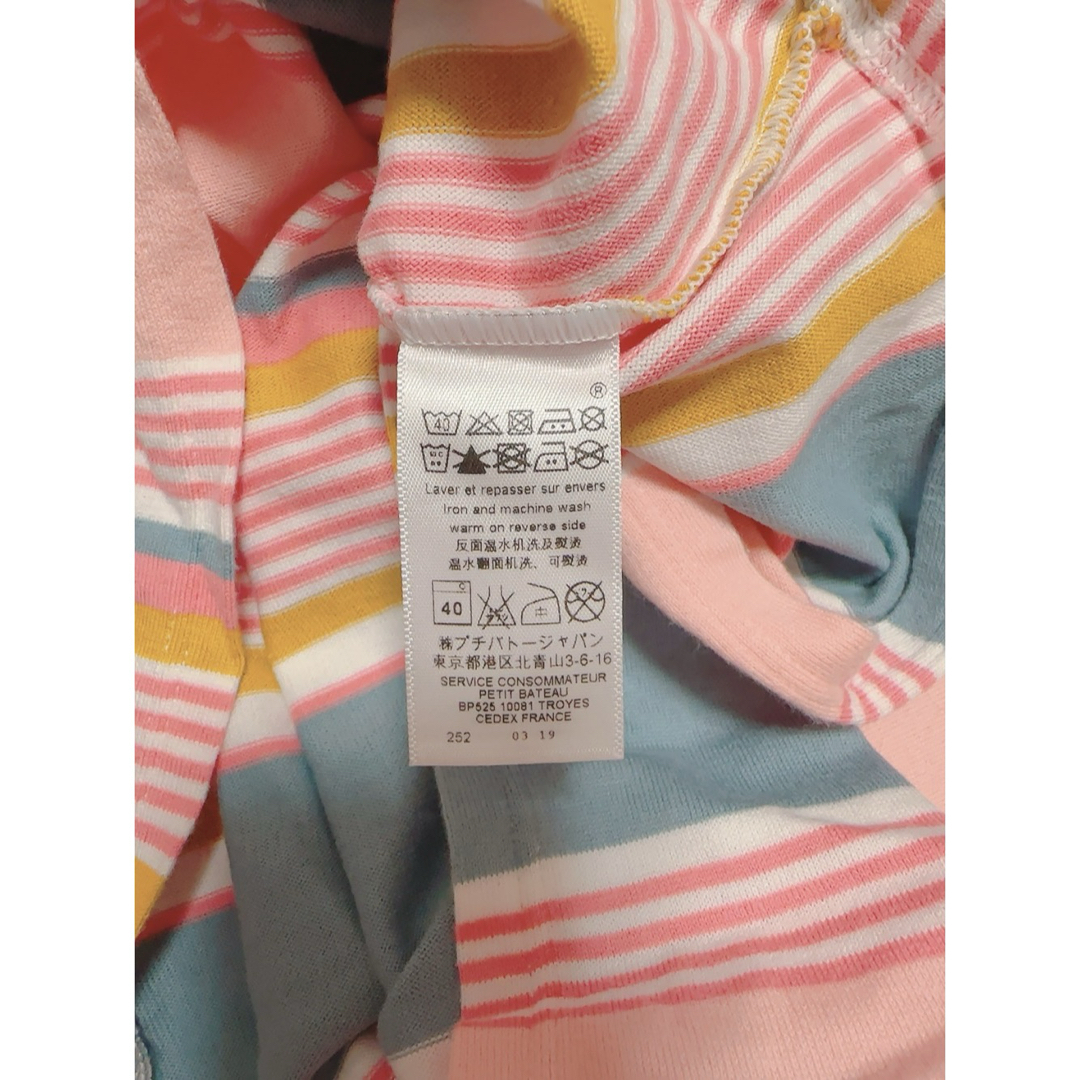 ®
40
Laver et repasser sur envers
Iron and machine wash
warm on reverse side
反面温水机洗及熨烫
温水翻面机洗、可熨烫
C
40
㈱プチバトージャパン
東京都港区北青山3-6-16
SERVICE CONSOMMATEUR
PETIT BATEAU
BP525 10081 TROYES
CEDEX FRANCE
252 03 19